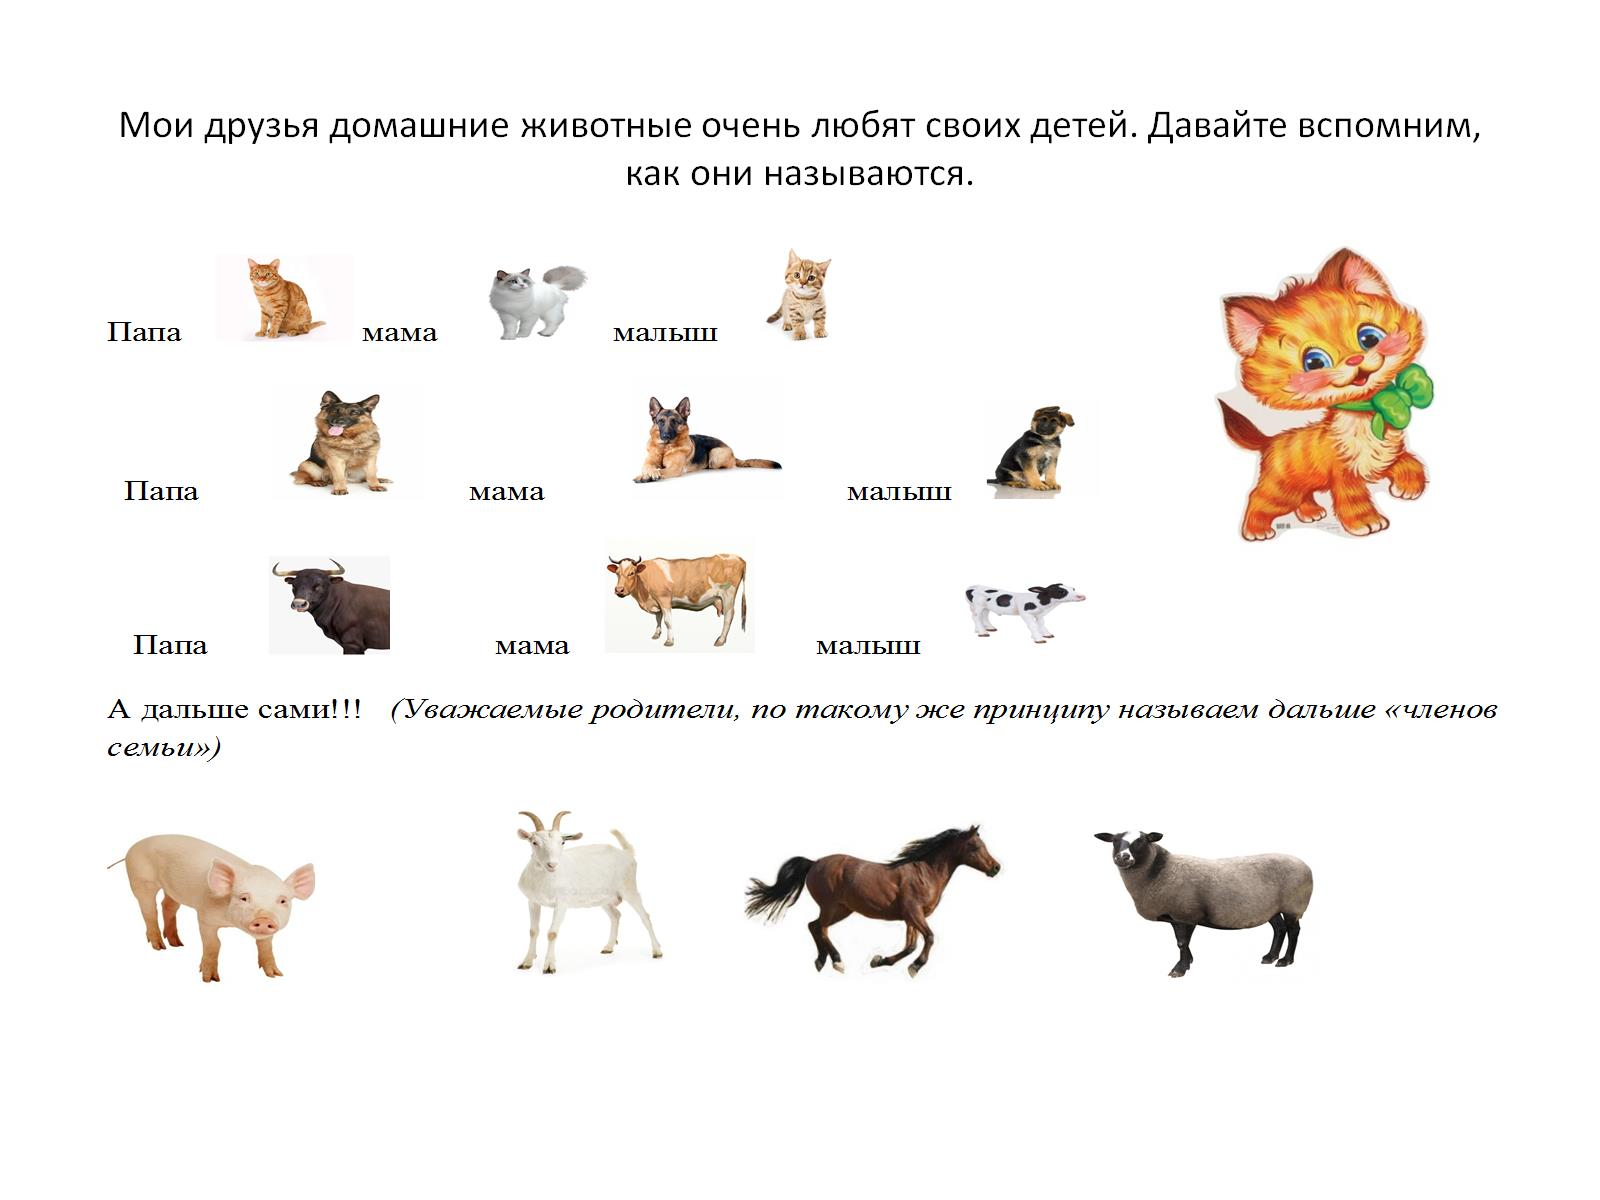 Мои друзья домашние животные очень любят своих детей. Давайте вспомним,
как они называются.
Папа мама малыш
Папа мама малыш
Папа мама малыш
А дальше сами!!! (Уважаемые родители, по такому же принципу называем дальше «членов
семьи»)